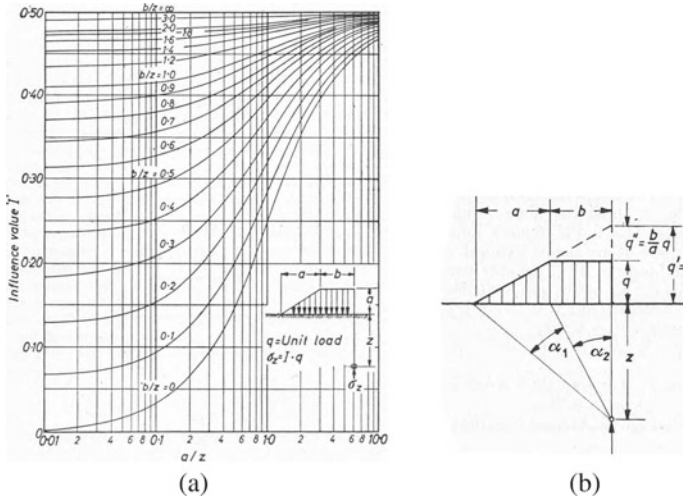 0·50
0·40
0·30
0·20
0·10
0
Influence value I
b/z=∞
3·0
2·0
1·8
1·6
1·4
1·2
b/z=1·0
0·9
0·8
0·7
0·6
b/z=0·5
0·4
0·3
0·2
0·1
b/z=0
a
b
q
z
q=Unit load
σz=I·q
σz
0·01 2 4 6 8 0·1 2 4 6 8 1·0 2 4 6 8 10·0
a/z
(a)
a
b
q"= b/a q
q'=
q
z
α1
α2
(b)